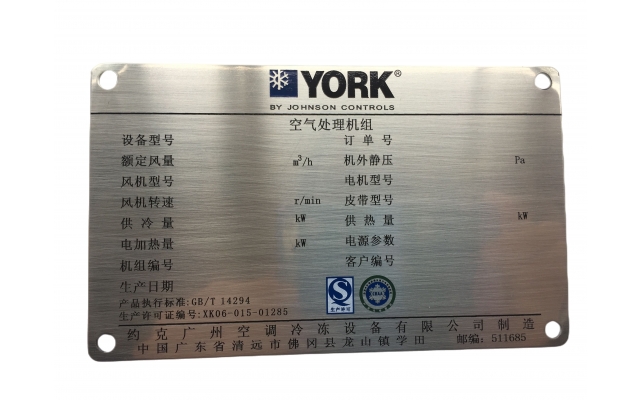 YORK®
BY JOHNSON CONTROLS
空气处理机组
设备型号 订单号
额定风量 m³/h 机外静压 Pa
风机型号 电机型号
风机转速 r/min 皮带型号
供冷量 kW 供热量 kW
电加热量 kW 电源参数
机组编号 客户编号
生产日期
产品执行标准:GB/T 14294
生产许可证编号:XK06-015-01285
生产许可
约克广州空调冷冻设备有限公司制造
中国广东省清远市佛冈县龙山镇学田 邮编: 511685